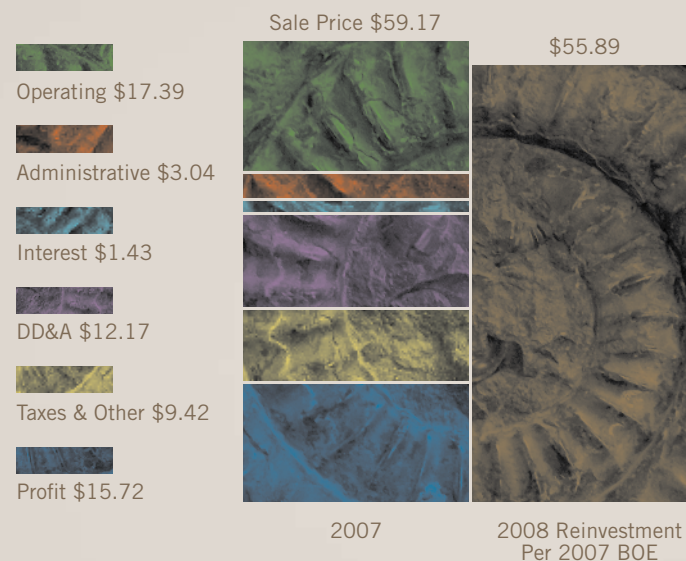 Sale Price $59.17
$55.89
Operating $17.39
Administrative $3.04
Interest $1.43
DD&A $12.17
Taxes & Other $9.42
Profit $15.72
2007
2008 Reinvestment
Per 2007 BOE